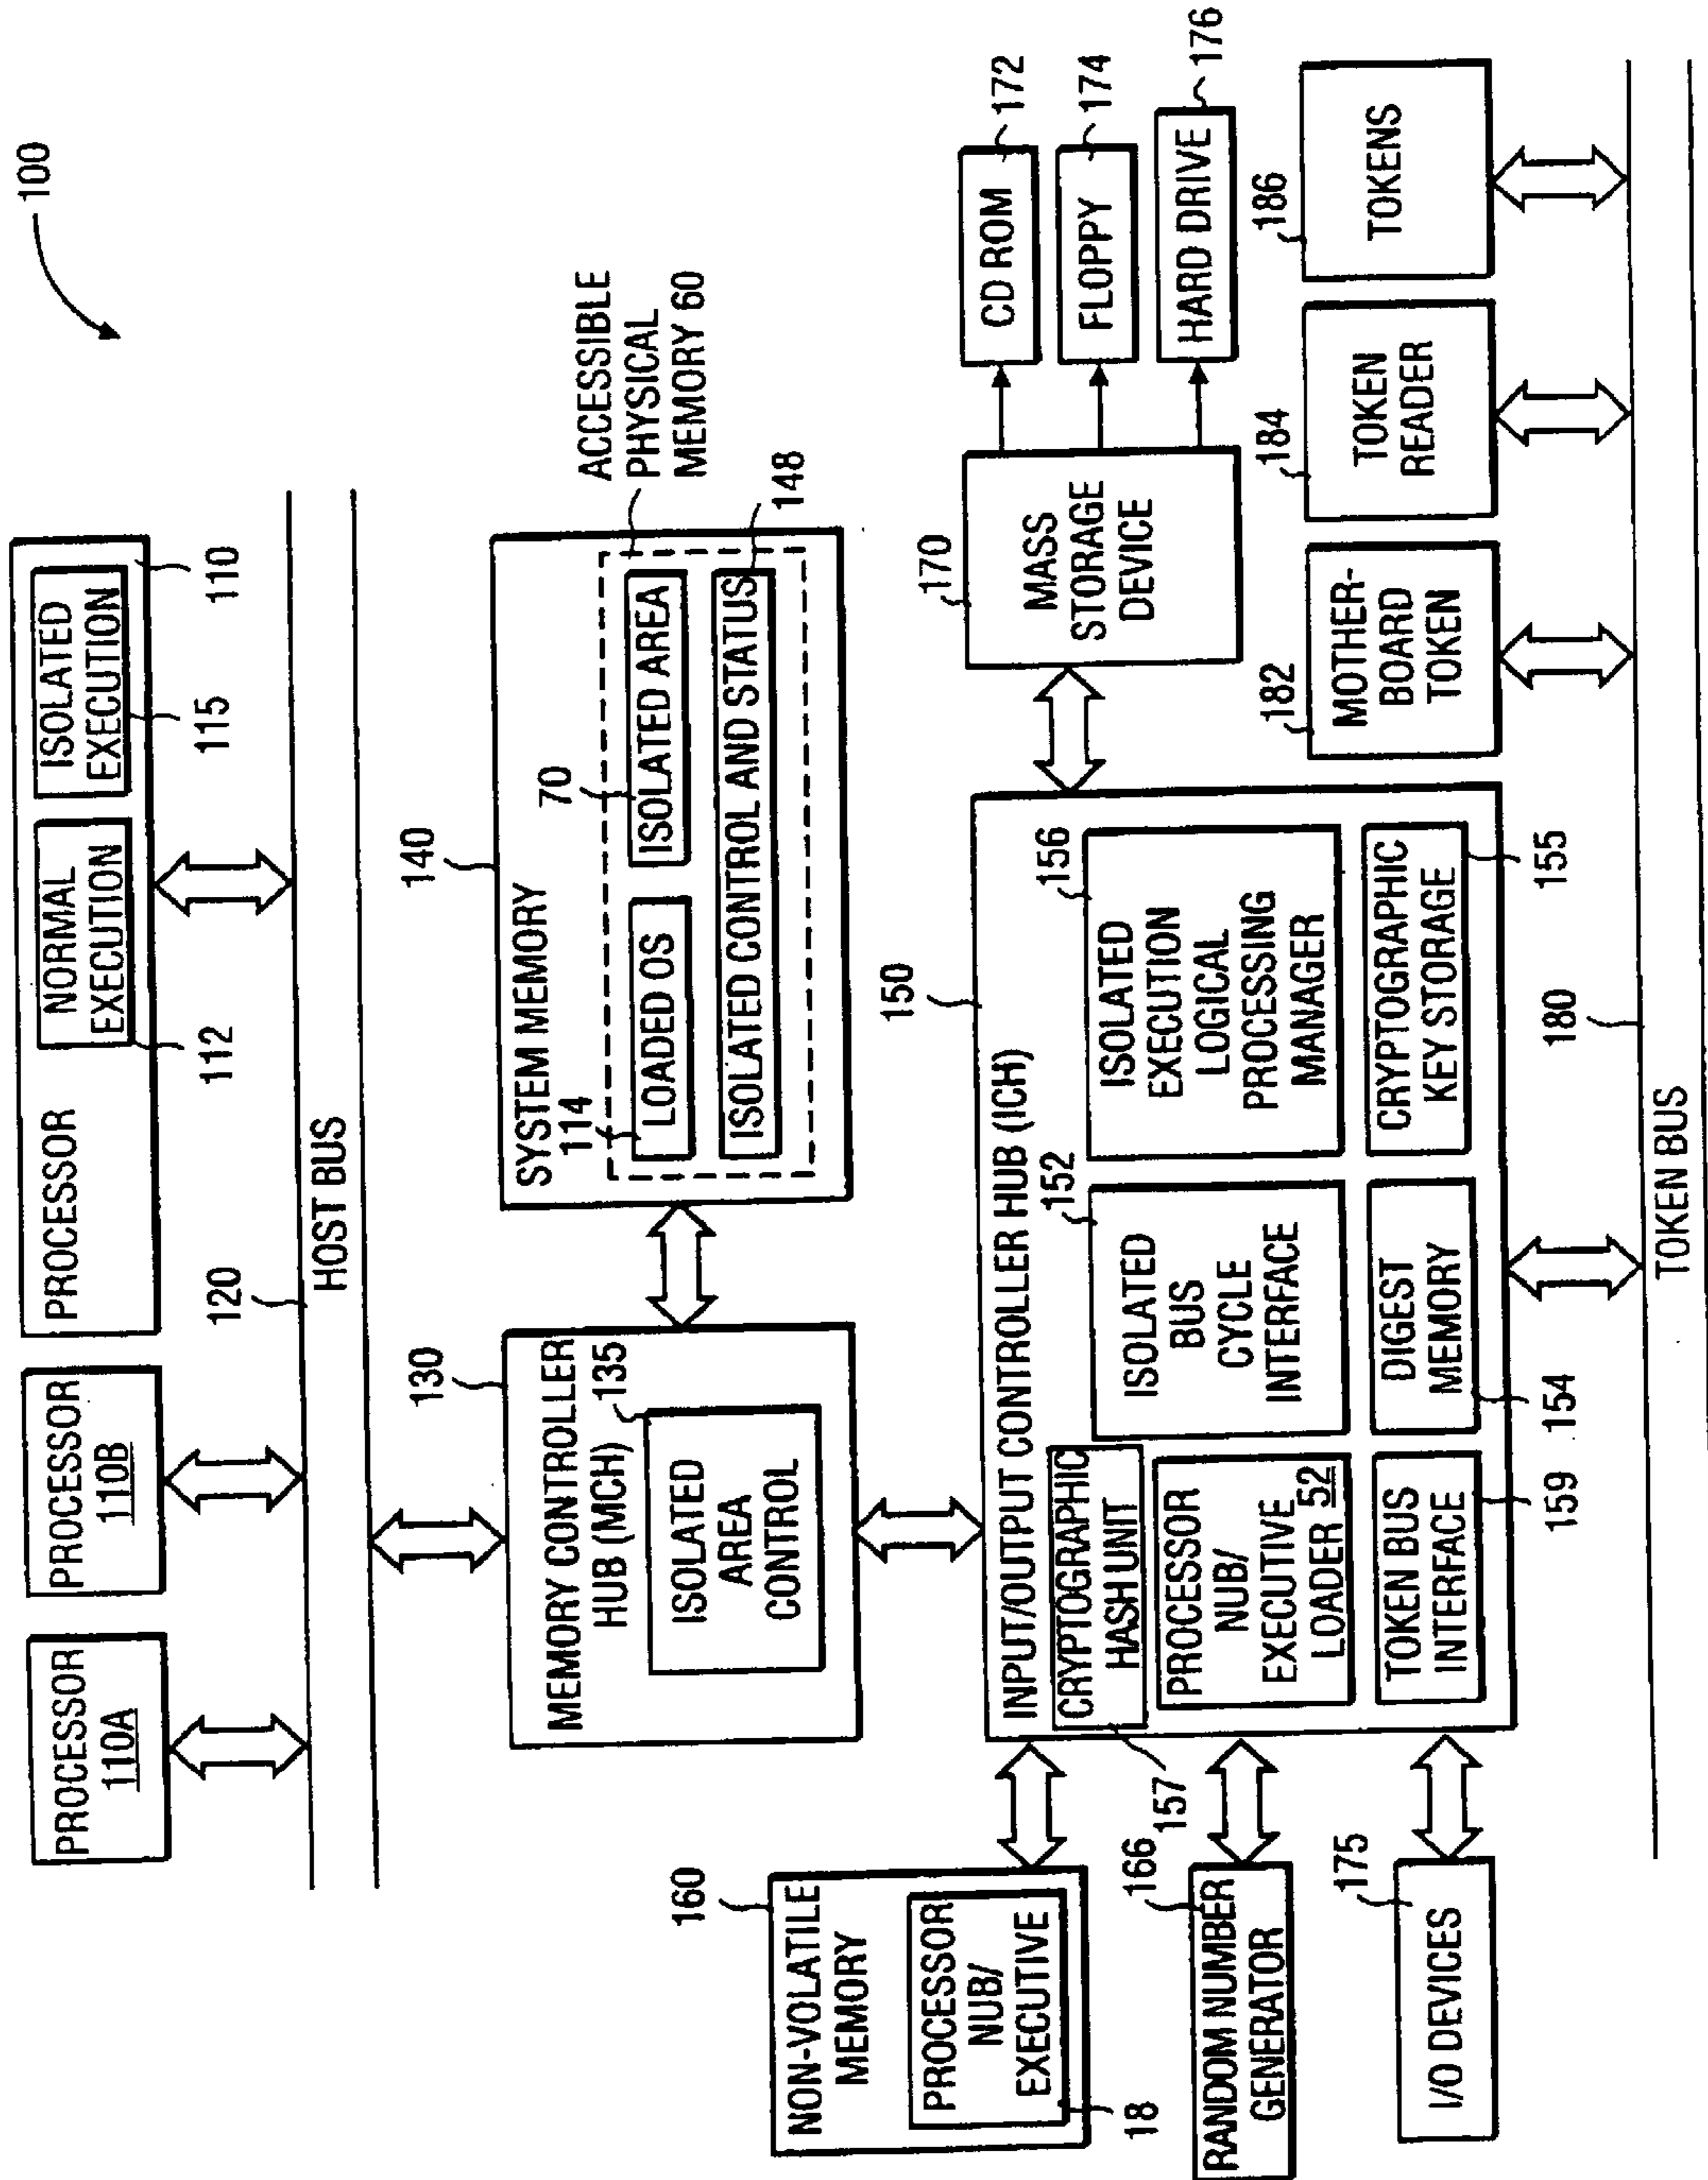 100
PROCESSOR
110A
PROCESSOR
110B
PROCESSOR
NORMAL
EXECUTION
ISOLATED
EXECUTION
112
115
110
120
HOST BUS
130
MEMORY CONTROLLER
HUB (MCH)
135
ISOLATED
AREA
CONTROL
140
SYSTEM MEMORY
114
LOADED OS
70
ISOLATED AREA
ISOLATED CONTROL AND STATUS
148
ACCESSIBLE
PHYSICAL
MEMORY 60
160
NON-VOLATILE
MEMORY
PROCESSOR
NUB/
EXECUTIVE
18
150
INPUT/OUTPUT CONTROLLER HUB (ICH)
CRYPTOGRAPHIC
HASH UNIT
157
PROCESSOR
NUB/
EXECUTIVE
LOADER 52
TOKEN BUS
INTERFACE
159
152
ISOLATED
BUS
CYCLE
INTERFACE
DIGEST
MEMORY
154
156
ISOLATED
EXECUTION
LOGICAL
PROCESSING
MANAGER
CRYPTOGRAPHIC
KEY STORAGE
155
170
MASS
STORAGE
DEVICE
CD ROM
172
FLOPPY
174
HARD DRIVE
176
166
RANDOM NUMBER
GENERATOR
175
I/O DEVICES
182
MOTHER-
BOARD
TOKEN
184
TOKEN
READER
186
TOKENS
180
TOKEN BUS